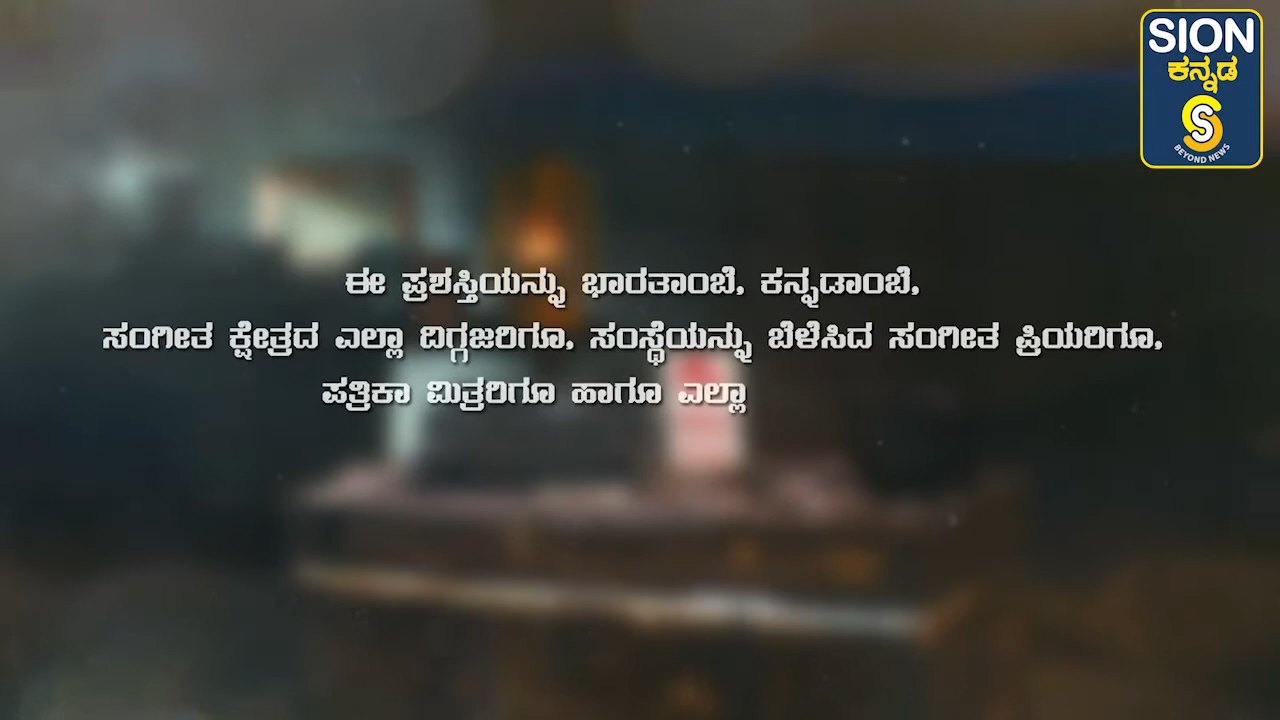 SION
ಕನ್ನಡ
S
BEYOND NEWS
ಈ ಪ್ರಶಸ್ತಿಯನ್ನು ಭಾರತಾಂಬೆ, ಕನ್ನಡಾಂಬೆ,
ಸಂಗೀತ ಕ್ಷೇತ್ರದ ಎಲ್ಲಾ ದಿಗ್ಗಜರಿಗೂ, ಸಂಸ್ಥೆಯನ್ನು ಬೆಳೆಸಿದ ಸಂಗೀತ ಪ್ರಿಯರಿಗೂ,
ಪತ್ರಿಕಾ ಮಿತ್ರರಿಗೂ ಹಾಗೂ ಎಲ್ಲಾ